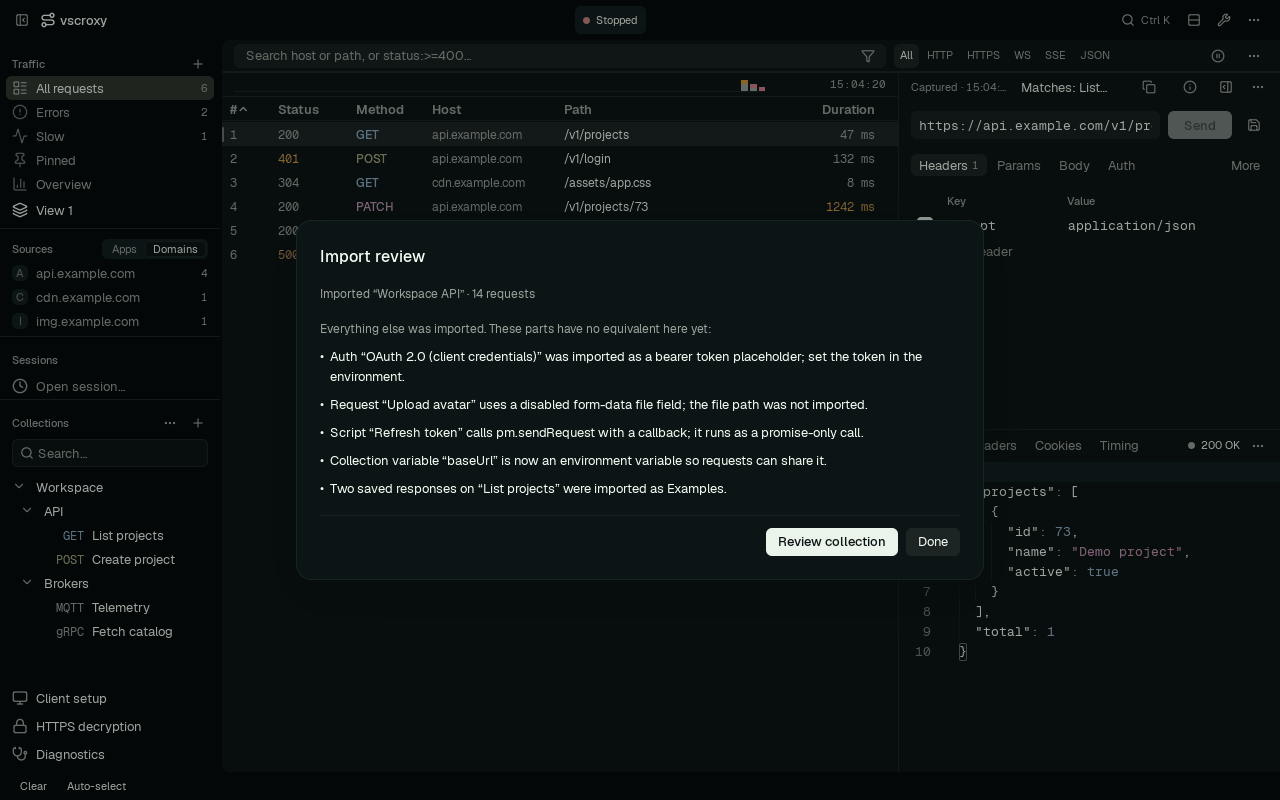 vscroxy
Stopped
Ctrl K
Traffic
All requests 6
Errors 2
Slow 1
Pinned
Overview
View 1
Sources Apps Domains
A api.example.com 4
C cdn.example.com 1
I img.example.com 1
Sessions
Open session...
Collections
Search...
Workspace
API
GET List projects
POST Create project
Brokers
MQTT Telemetry
gRPC Fetch catalog
Client setup
HTTPS decryption
Diagnostics
Clear Auto-select
Search host or path, or status:>=400...
All HTTP HTTPS WS SSE JSON
15:04:20
# Status Method Host Path Duration
1 200 GET api.example.com /v1/projects 47 ms
2 401 POST api.example.com /v1/login 132 ms
3 304 GET cdn.example.com /assets/app.css 8 ms
4 200 PATCH api.example.com /v1/projects/73 1242 ms
5 200
6 500
Import review
Imported “Workspace API” · 14 requests
Everything else was imported. These parts have no equivalent here yet:
• Auth “OAuth 2.0 (client credentials)” was imported as a bearer token placeholder; set the token in the
environment.
• Request “Upload avatar” uses a disabled form-data file field; the file path was not imported.
• Script “Refresh token” calls pm.sendRequest with a callback; it runs as a promise-only call.
• Collection variable “baseUrl” is now an environment variable so requests can share it.
• Two saved responses on “List projects” were imported as Examples.
Review collection Done
Captured · 15:04:... Matches: List...
https://api.example.com/v1/pr Send
Headers 1 Params Body Auth More
Key Value
pt application/json
eader
aders Cookies Timing 200 OK
projects": [
{
"id": 73,
"name": "Demo project",
"active": true
7 }
8 ],
9 "total": 1
10 }